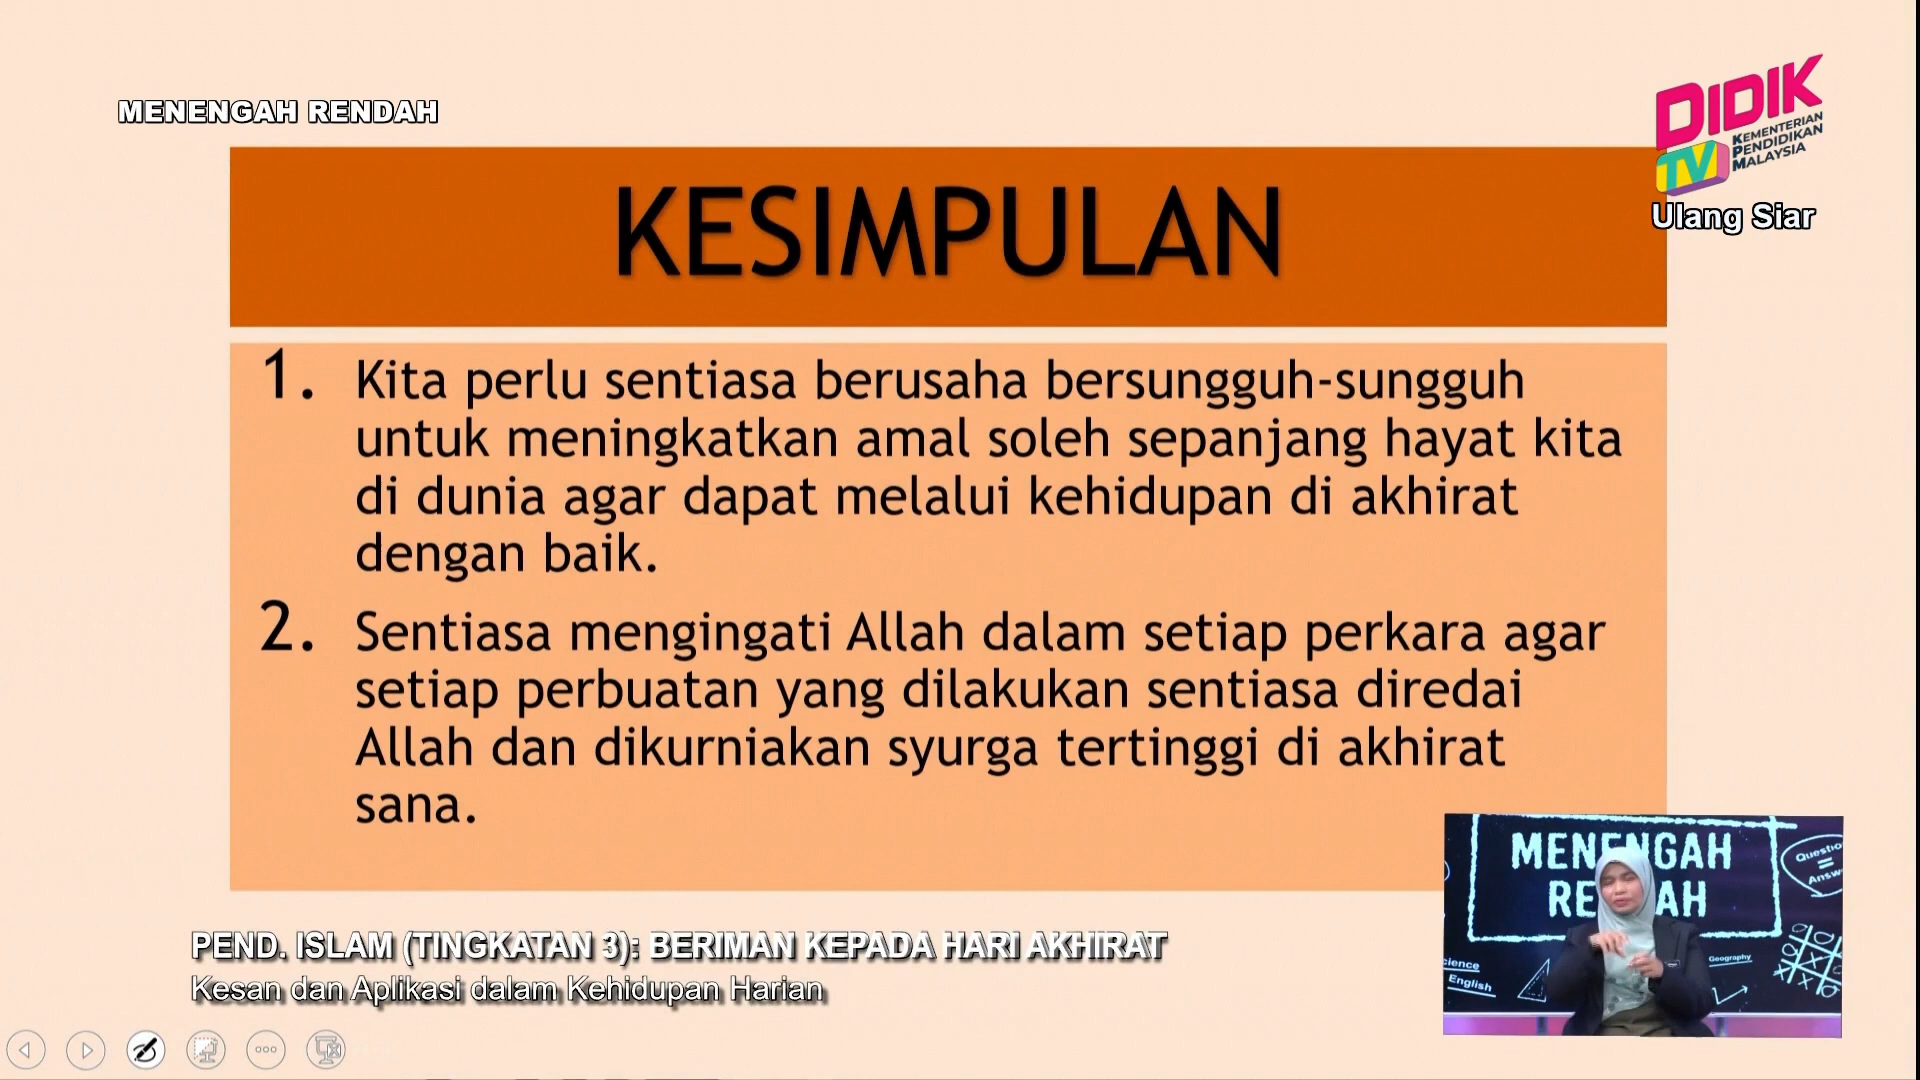 MENENGAH RENDAH
DIDIK
TV
KEMENTERIAN
PENDIDIKAN
MALAYSIA
Ulang Siar
KESIMPULAN
1. Kita perlu sentiasa berusaha bersungguh-sungguh
untuk meningkatkan amal soleh sepanjang hayat kita
di dunia agar dapat melalui kehidupan di akhirat
dengan baik.
2. Sentiasa mengingati Allah dalam setiap perkara agar
setiap perbuatan yang dilakukan sentiasa diredai
Allah dan dikurniakan syurga tertinggi di akhirat
sana.
PEND. ISLAM (TINGKATAN 3): BERIMAN KEPADA HARI AKHIRAT
Kesan dan Aplikasi dalam Kehidupan Harian
Geography
English